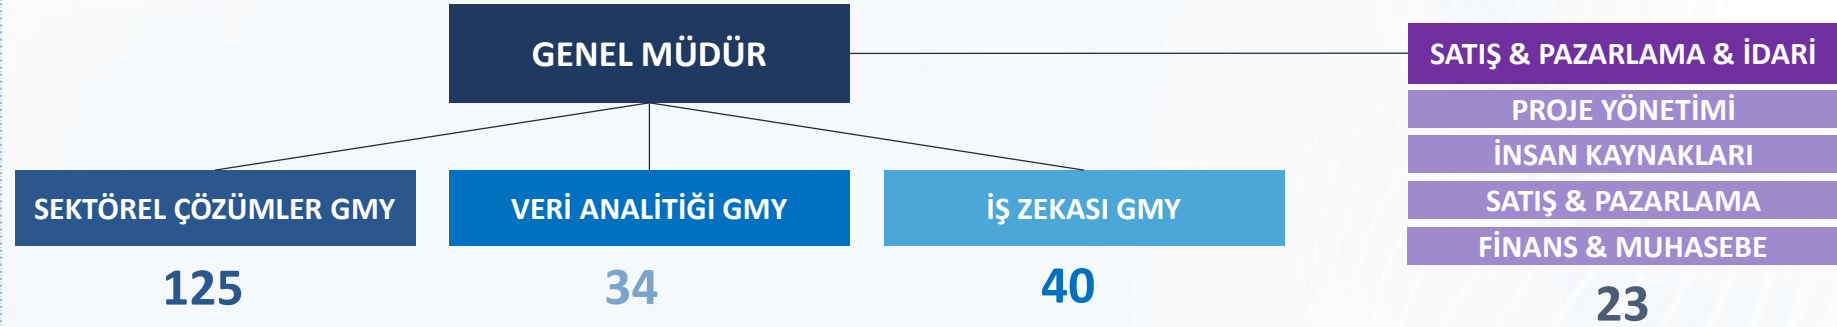 GENEL MÜDÜR
SATIŞ & PAZARLAMA & İDARİ
PROJE YÖNETİMİ
İNSAN KAYNAKLARI
SATIŞ & PAZARLAMA
FİNANS & MUHASEBE
23
SEKTÖREL ÇÖZÜMLER GMY
125
VERİ ANALİTİĞİ GMY
34
İŞ ZEKASI GMY
40